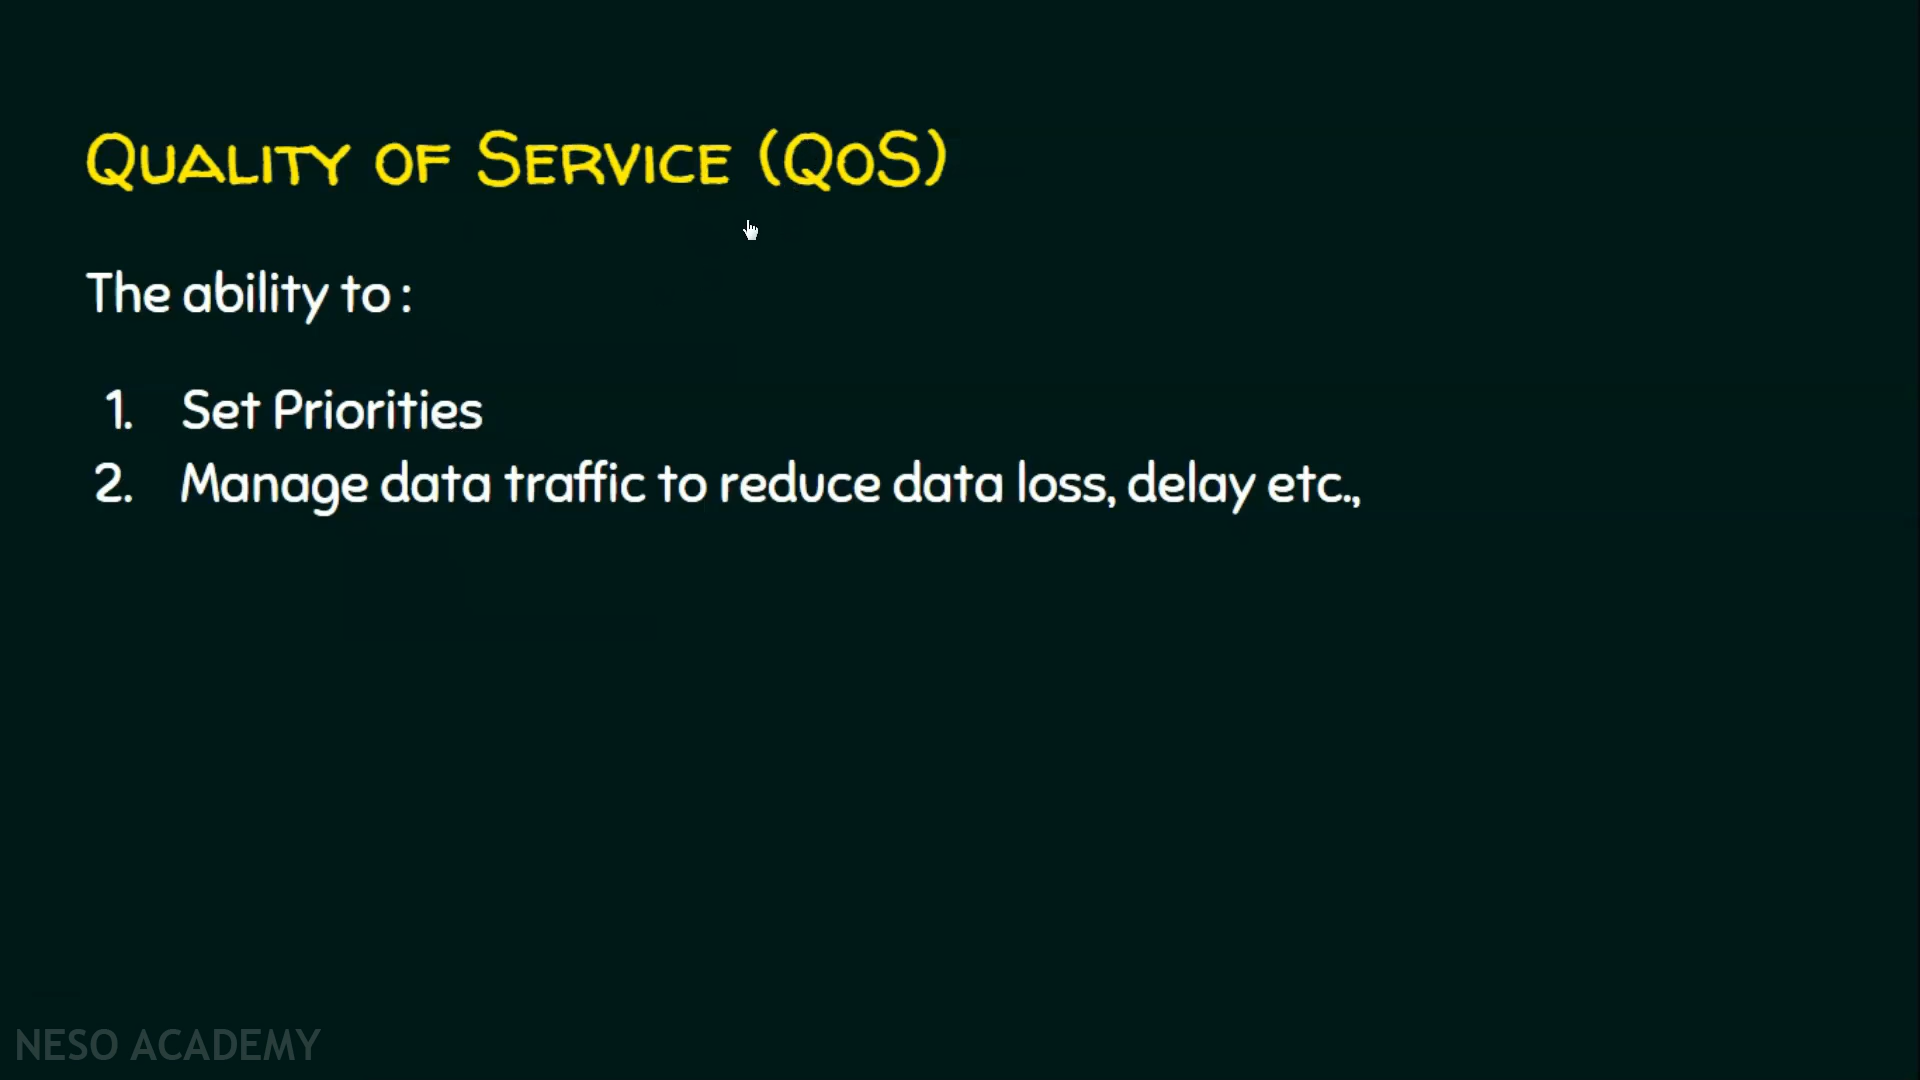 Quality of Service (QoS)
The ability to :
1. Set Priorities
2. Manage data traffic to reduce data loss, delay etc.,
NESO ACADEMY